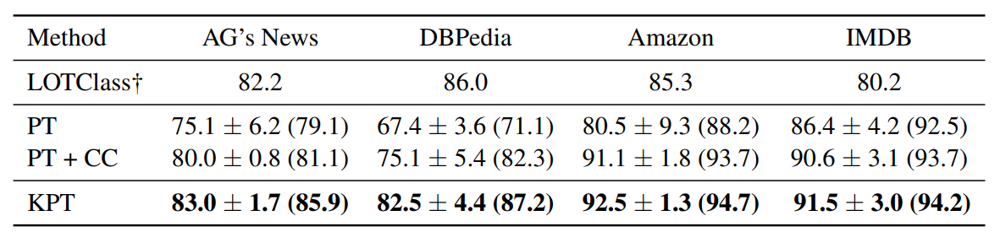 Method AG's News DBPedia Amazon IMDB
LOTClass† 82.2 86.0 85.3 80.2
PT 75.1 ± 6.2 (79.1) 67.4 ± 3.6 (71.1) 80.5 ± 9.3 (88.2) 86.4 ± 4.2 (92.5)
PT + CC 80.0 ± 0.8 (81.1) 75.1 ± 5.4 (82.3) 91.1 ± 1.8 (93.7) 90.6 ± 3.1 (93.7)
KPT 83.0 ± 1.7 (85.9) 82.5 ± 4.4 (87.2) 92.5 ± 1.3 (94.7) 91.5 ± 3.0 (94.2)